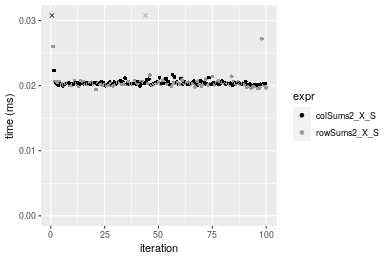 0.03
0.02
0.01
0.00
time (ms)
0
25
50
75
100
iteration
expr
colSums2_X_S
rowSums2_X_S